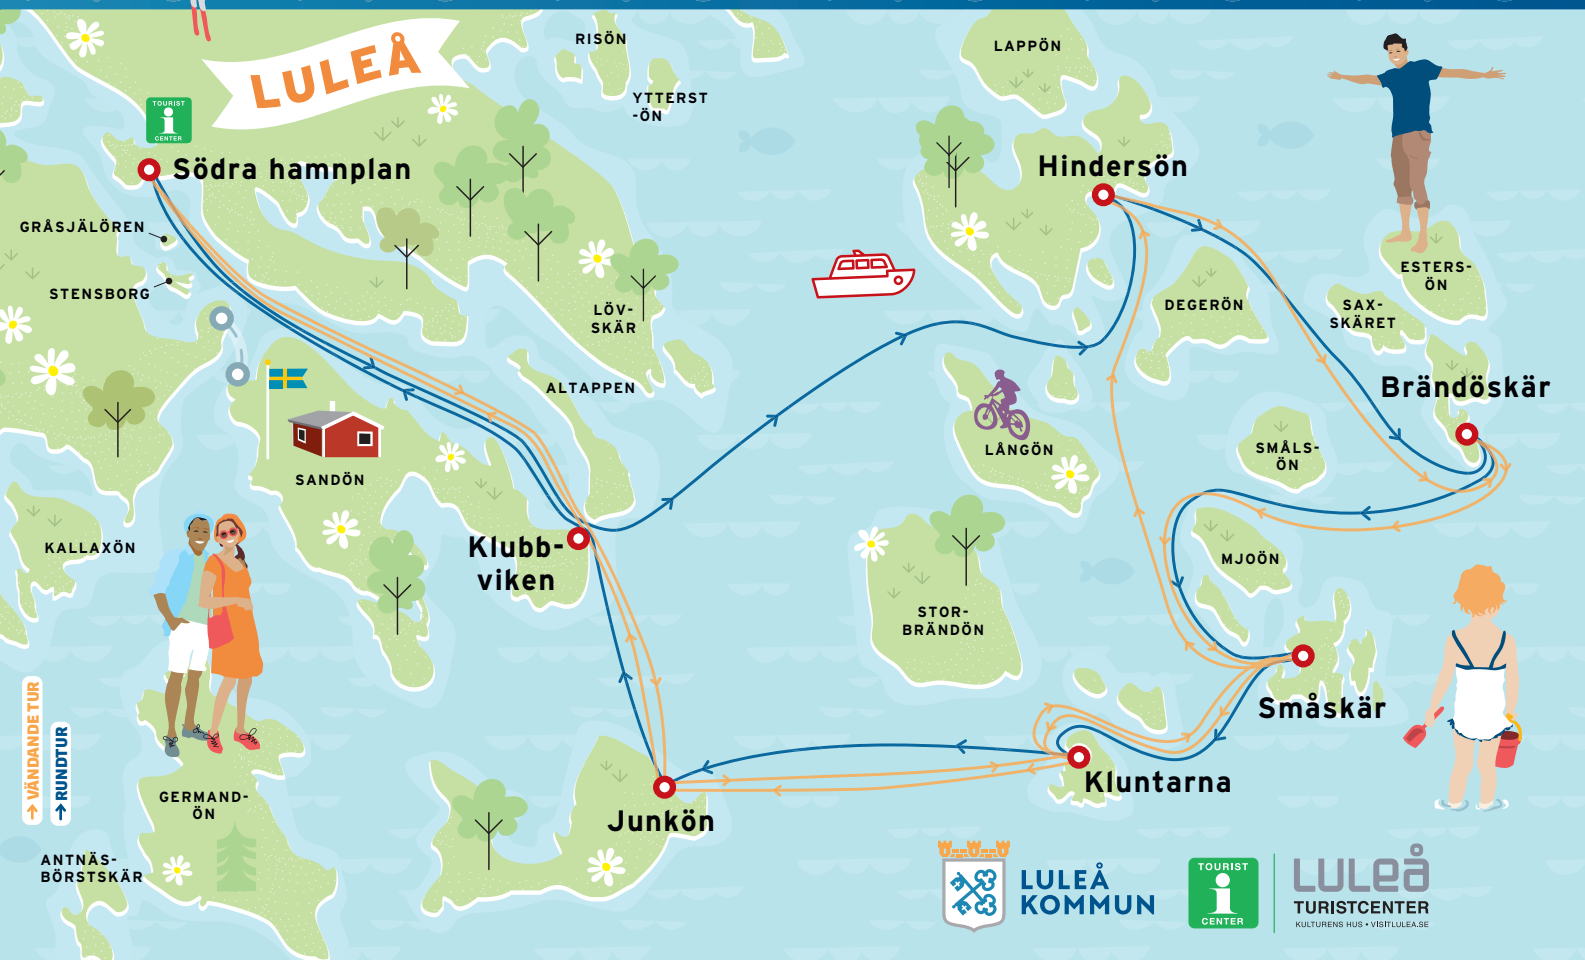 LULEÅ
RISÖN
YTTERST
-ÖN
LAPPÖN
TOURIST
i
CENTER
Södra hamnplan
Hindersön
GRÅSJÄLÖREN
STENSBORG
LÖV-
SKÄR
DEGERÖN
SAX-
SKÄRET
ESTERS-
ÖN
ALTAPPEN
Brändöskär
SANDÖN
LÅNGÖN
SMÅLS-
ÖN
KALLAXÖN
Klubb-
viken
MJOÖN
STOR-
BRÄNDÖN
Småskär
VÄNDANDE TUR
RUNDTUR
GERMAND-
ÖN
Junkön
Kluntarna
ANTNÄS-
BÖRSTSKÄR
LULEÅ
KOMMUN
TOURIST
i
CENTER
LULEÅ
TURISTCENTER
KULTURENS HUS • VISITLULEA.SE